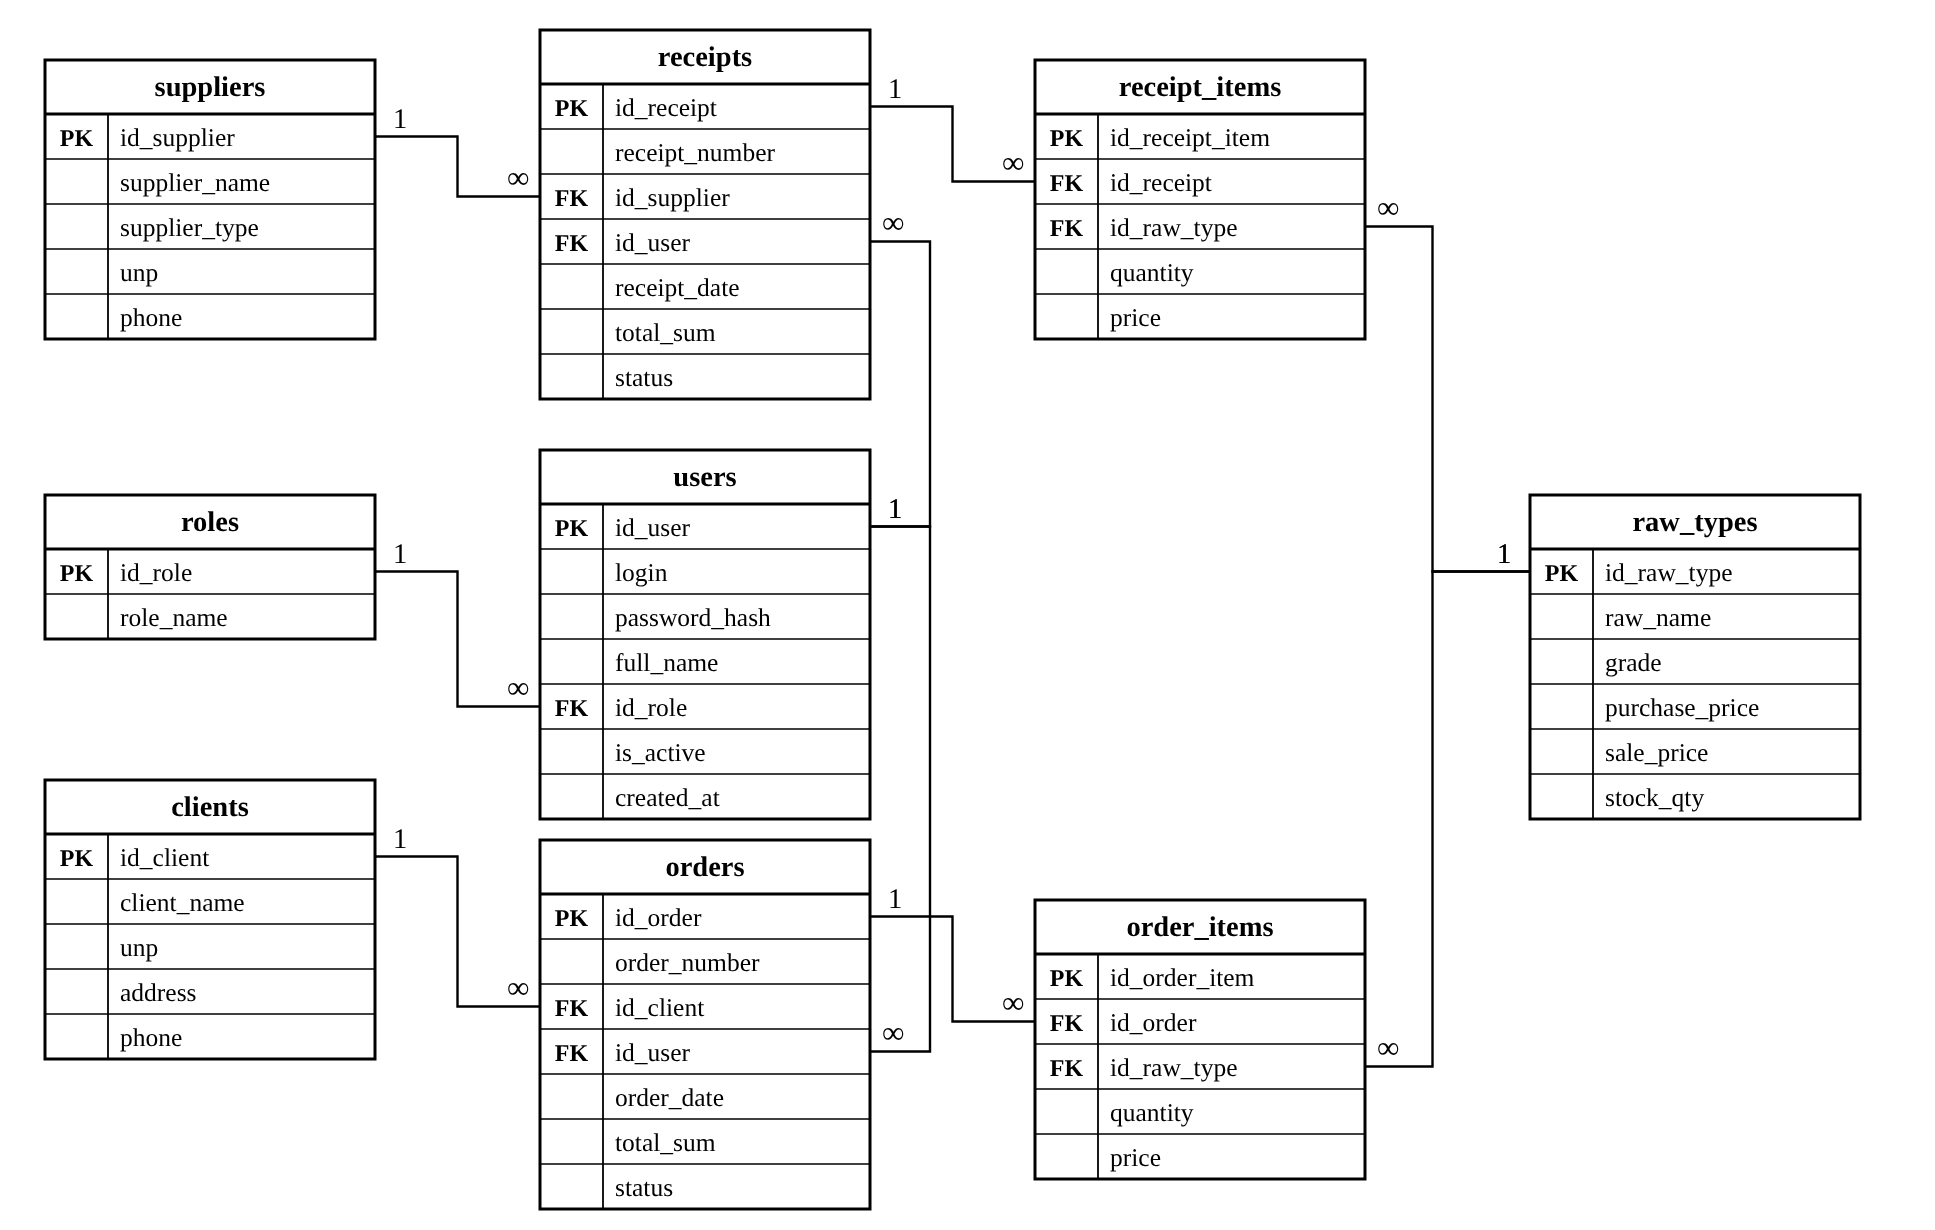 suppliers
PK id_supplier
supplier_name
supplier_type
unp
phone
1
∞
receipts
PK id_receipt
receipt_number
FK id_supplier
FK id_user
receipt_date
total_sum
status
1
∞
∞
receipt_items
PK id_receipt_item
FK id_receipt
FK id_raw_type
quantity
price
∞
roles
PK id_role
role_name
1
∞
users
PK id_user
login
password_hash
full_name
FK id_role
is_active
created_at
1
1
raw_types
PK id_raw_type
raw_name
grade
purchase_price
sale_price
stock_qty
clients
PK id_client
client_name
unp
address
phone
1
∞
orders
PK id_order
order_number
FK id_client
FK id_user
order_date
total_sum
status
1
∞
∞
order_items
PK id_order_item
FK id_order
FK id_raw_type
quantity
price
∞